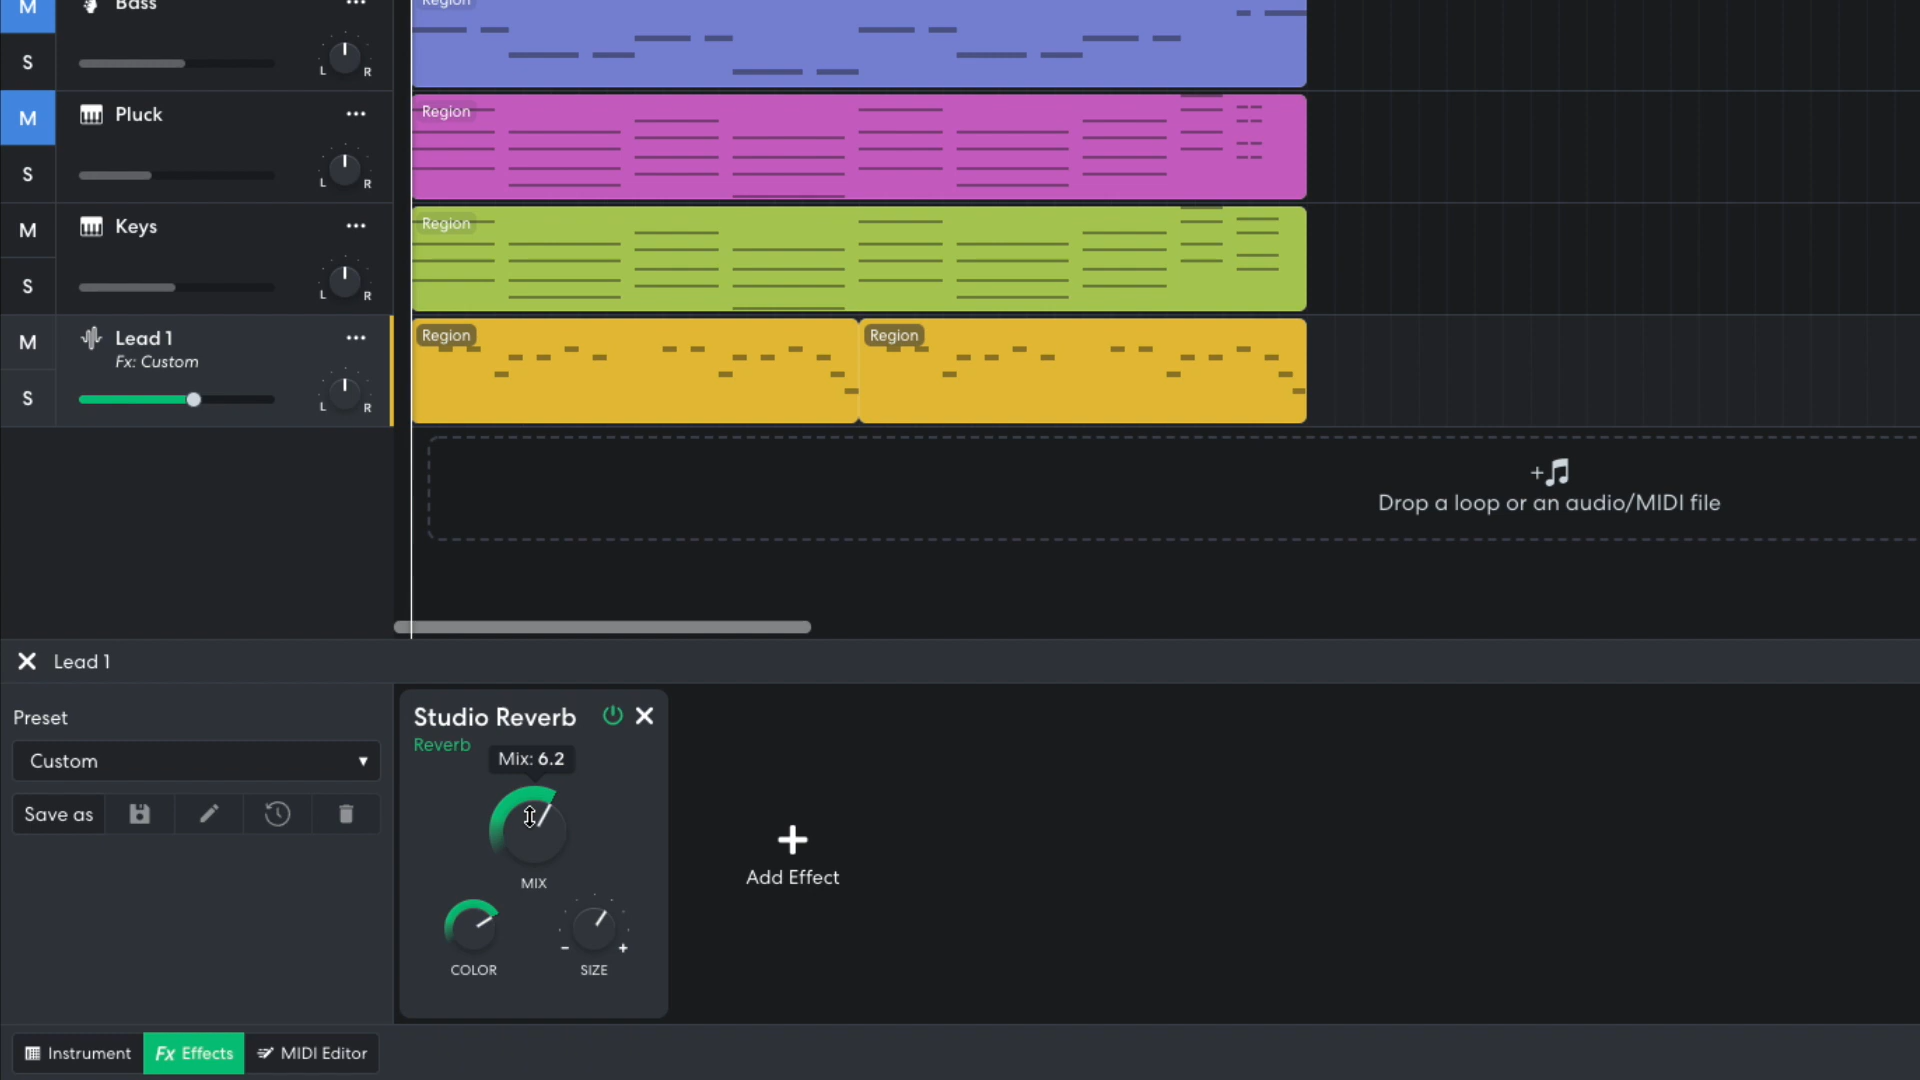 M Bass ••• Region
S L R
M Pluck ••• Region
S L R
M Keys ••• Region
S L R
M Lead 1 ••• Region Region
Fx: Custom
S L R
+
Drop a loop or an audio/MIDI file
Lead 1
Preset
Custom
Save as
Studio Reverb
Reverb
Mix: 6.2
MIX
- +
COLOR SIZE
Add Effect
Instrument Fx Effects MIDI Editor